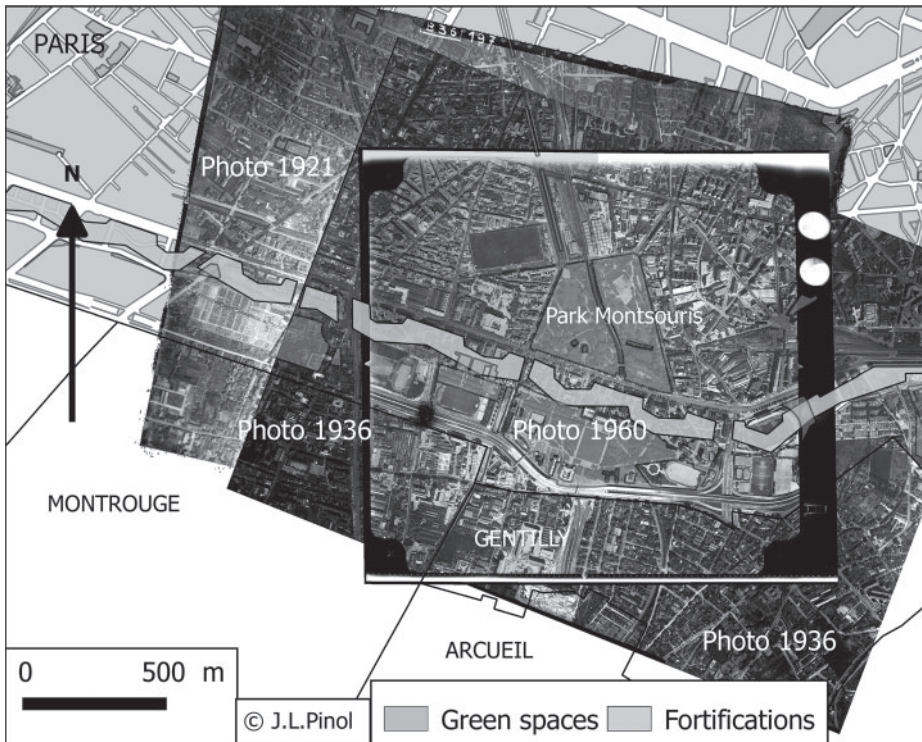 PARIS
Photo 1921
N
Park Montsouris
Photo 1936
Photo 1960
MONTROUGE
GENTILLY
ARCUEIL
Photo 1936
0 500 m
© J.L.Pinol
Green spaces
Fortifications